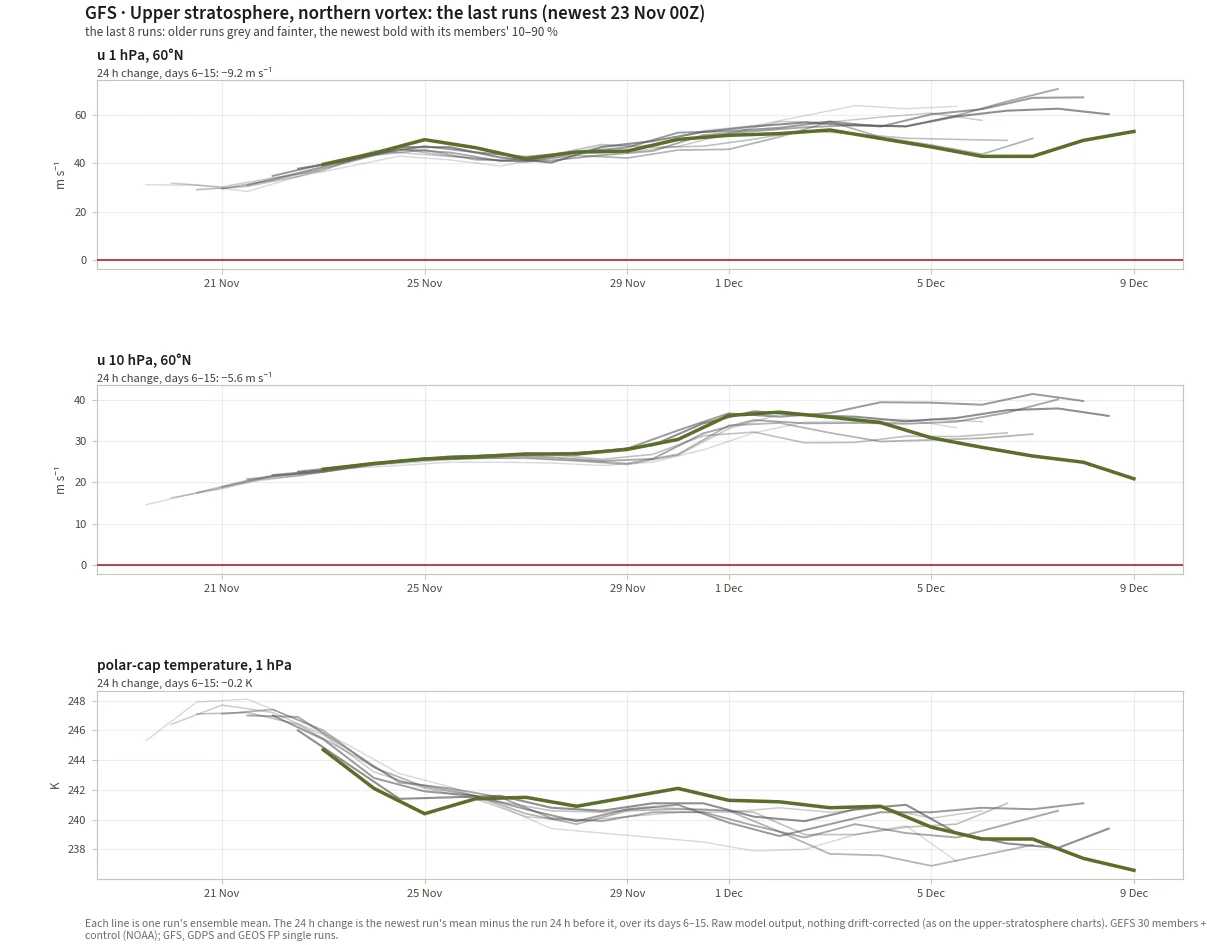 GFS · Upper stratosphere, northern vortex: the last runs (newest 23 Nov 00Z)
the last 8 runs: older runs grey and fainter, the newest bold with its members' 10–90 %
u 1 hPa, 60°N
24 h change, days 6–15: −9.2 m s⁻¹
60
40
20
0
m s⁻¹
21 Nov
25 Nov
29 Nov
1 Dec
5 Dec
9 Dec
u 10 hPa, 60°N
24 h change, days 6–15: −5.6 m s⁻¹
40
30
20
10
0
m s⁻¹
21 Nov
25 Nov
29 Nov
1 Dec
5 Dec
9 Dec
polar-cap temperature, 1 hPa
24 h change, days 6–15: −0.2 K
248
246
244
242
240
238
K
21 Nov
25 Nov
29 Nov
1 Dec
5 Dec
9 Dec
Each line is one run's ensemble mean. The 24 h change is the newest run's mean minus the run 24 h before it, over its days 6–15. Raw model output, nothing drift-corrected (as on the upper-stratosphere charts). GEFS 30 members +
control (NOAA); GFS, GDPS and GEOS FP single runs.